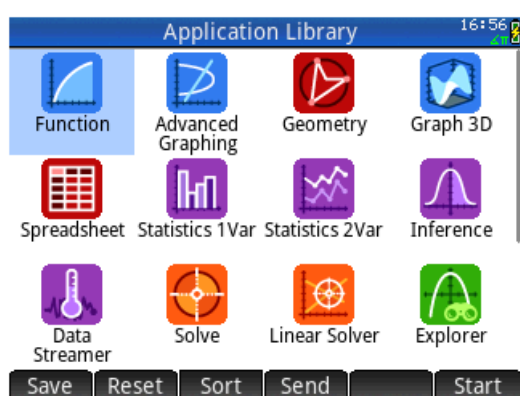 Application Library 16:56
∡π
Function Advanced Graphing Geometry Graph 3D
Spreadsheet Statistics 1Var Statistics 2Var Inference
Data Streamer Solve Linear Solver Explorer
Save Reset Sort Send Start